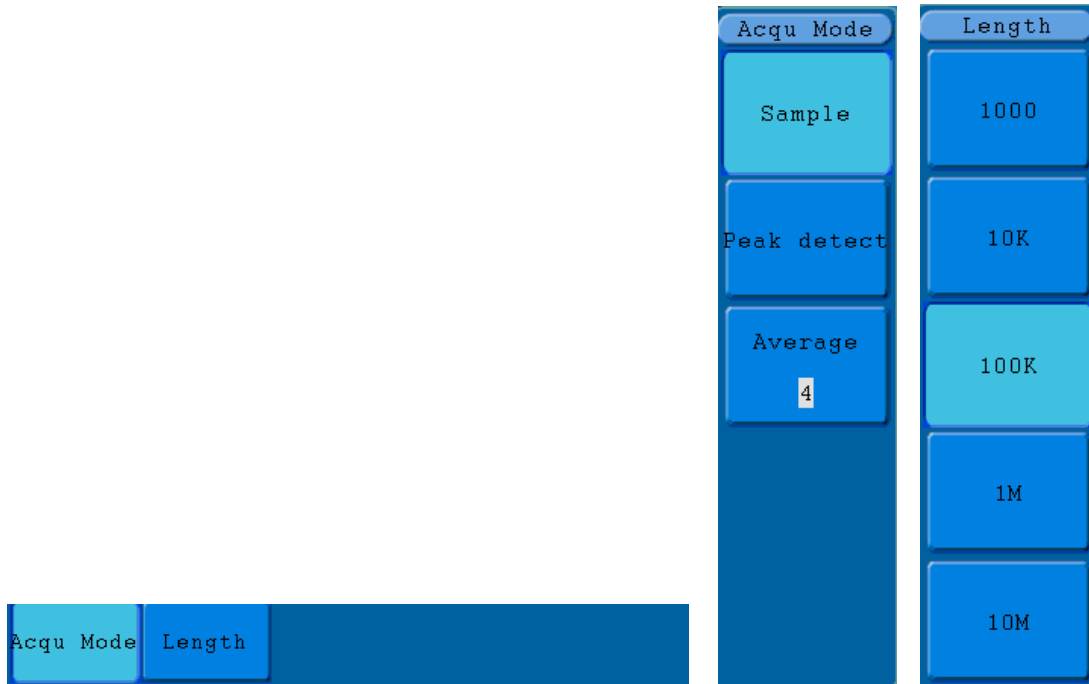 Acqu Mode
Sample
Peak detect
Average
4
Length
1000
10K
100K
1M
10M
Acqu Mode
Length